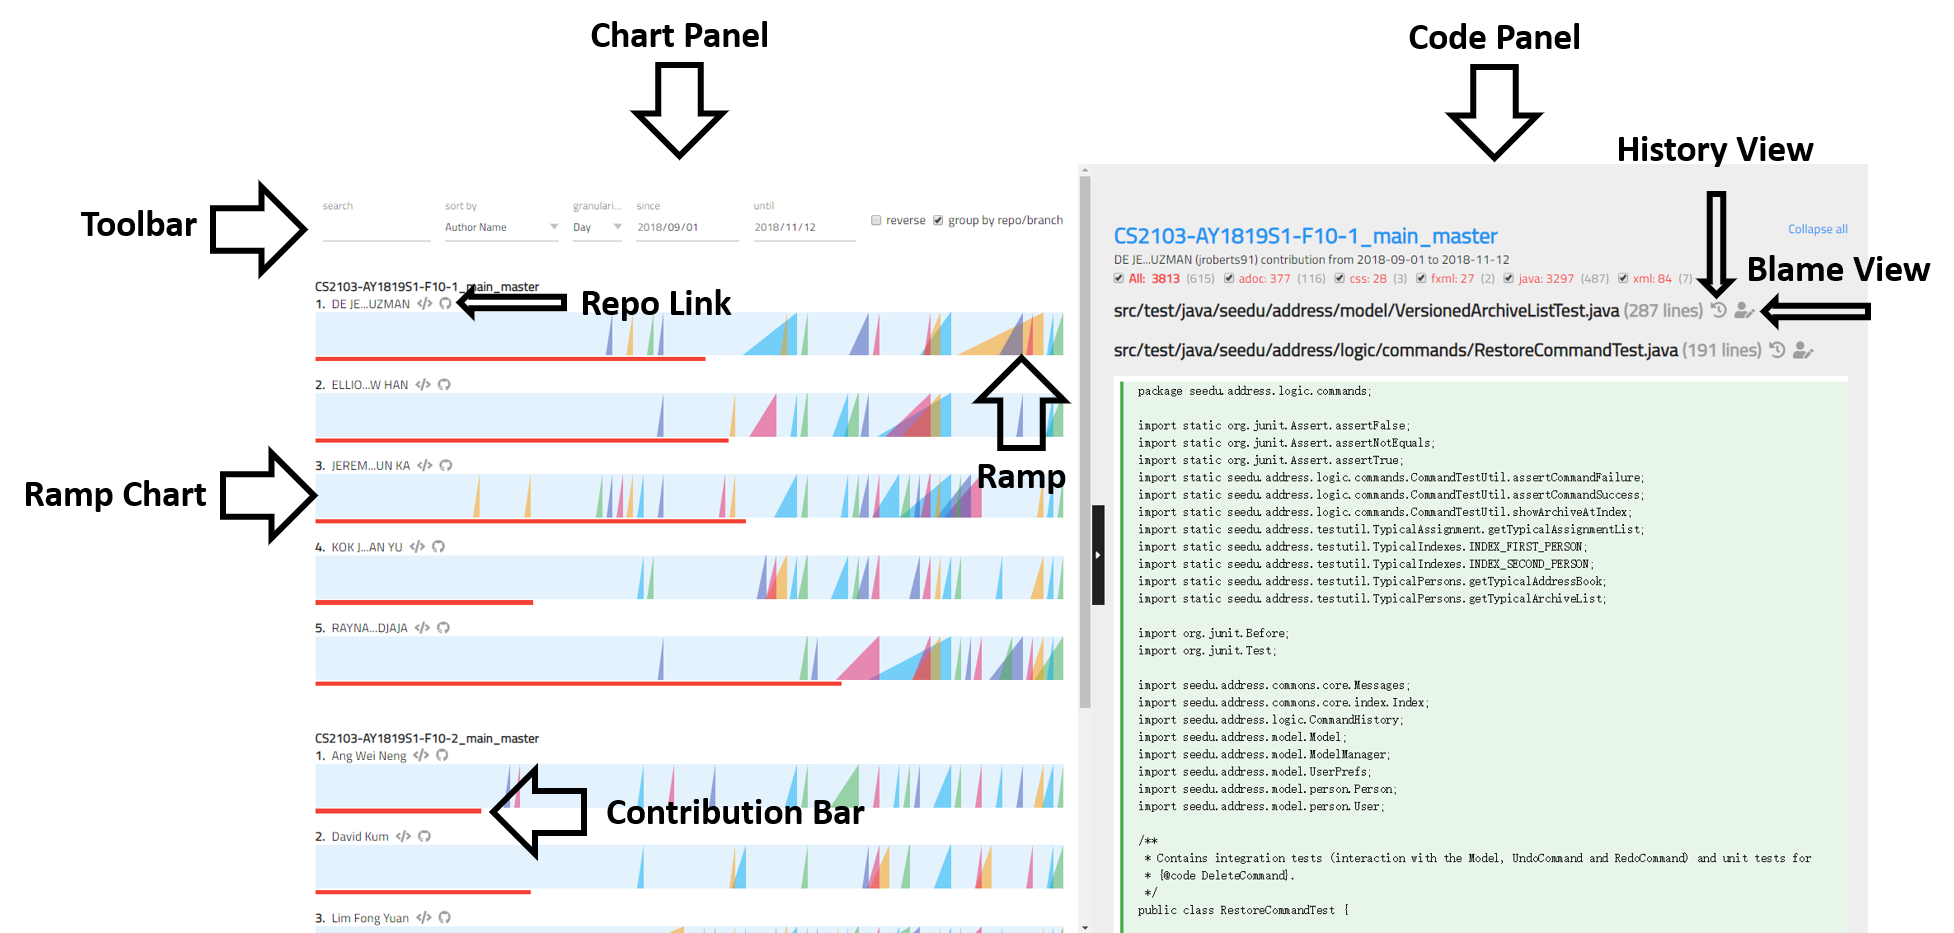 Chart Panel
Code Panel
History View
Toolbar
search
sort by
granulari...
since
until
Author Name
Day
2018/09/01
2018/11/12
reverse
group by repo/branch
CS2103-AY1819S1-F10-1_main_master
1. DE JE...UZMAN
Repo Link
2. ELLIO...W HAN
Ramp
3. JEREM...UN KA
Ramp Chart
4. KOK J...AN YU
5. RAYNA...DJAJA
CS2103-AY1819S1-F10-2_main_master
1. Ang Wei Neng
Contribution Bar
2. David Kum
3. Lim Fong Yuan
CS2103-AY1819S1-F10-1_main_master
Collapse all
DE JE...UZMAN (jroberts91) contribution from 2018-09-01 to 2018-11-12
Blame View
All: 3813 (615) adoc: 377 (116) css: 28 (3) fxml: 27 (2) java: 3297 (487) xml: 84 (7)
src/test/java/seedu/address/model/VersionedArchiveListTest.java (287 lines)
src/test/java/seedu/address/logic/commands/RestoreCommandTest.java (191 lines)
package seedu.address.logic.commands;
import static org.junit.Assert.assertFalse;
import static org.junit.Assert.assertNotEquals;
import static org.junit.Assert.assertTrue;
import static seedu.address.logic.commands.CommandTestUtil.assertCommandFailure;
import static seedu.address.logic.commands.CommandTestUtil.assertCommandSuccess;
import static seedu.address.logic.commands.CommandTestUtil.showArchiveAtIndex;
import static seedu.address.testutil.TypicalAssignment.getTypicalAssignmentList;
import static seedu.address.testutil.TypicalIndexes.INDEX_FIRST_PERSON;
import static seedu.address.testutil.TypicalIndexes.INDEX_SECOND_PERSON;
import static seedu.address.testutil.TypicalPersons.getTypicalAddressBook;
import static seedu.address.testutil.TypicalPersons.getTypicalArchiveList;
import org.junit.Before;
import org.junit.Test;
import seedu.address.commons.core.Messages;
import seedu.address.commons.core.index.Index;
import seedu.address.logic.CommandHistory;
import seedu.address.model.Model;
import seedu.address.model.ModelManager;
import seedu.address.model.UserPrefs;
import seedu.address.model.person.Person;
import seedu.address.model.person.User;
/**
* Contains integration tests (interaction with the Model, UndoCommand and RedoCommand) and unit tests for
* {@code DeleteCommand}.
*/
public class RestoreCommandTest {